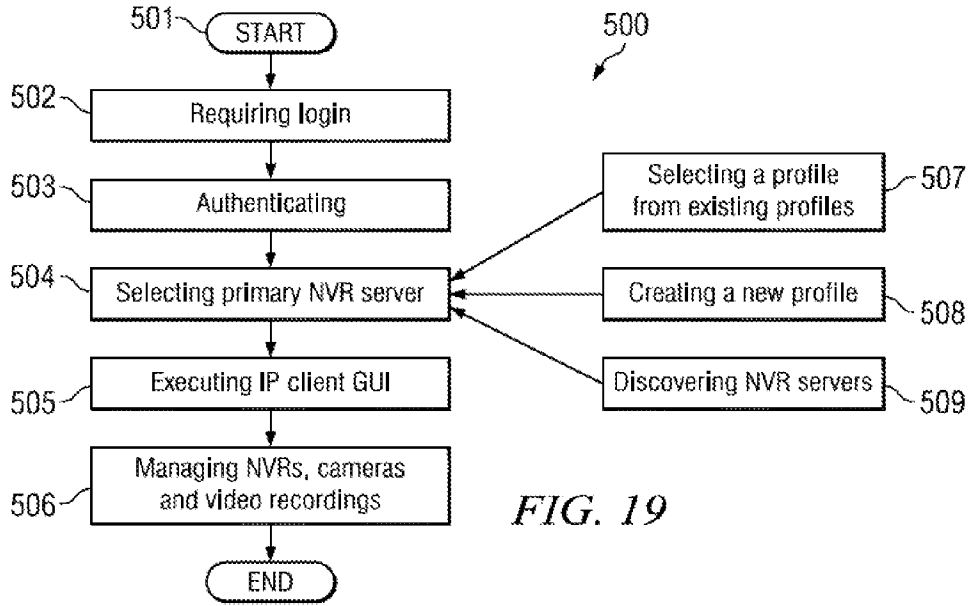 501
START
500
502
Requiring login
503
Authenticating
Selecting a profile
from existing profiles
507
504
Selecting primary NVR server
Creating a new profile
508
505
Executing IP client GUI
Discovering NVR servers
509
506
Managing NVRs, cameras
and video recordings
FIG. 19
END